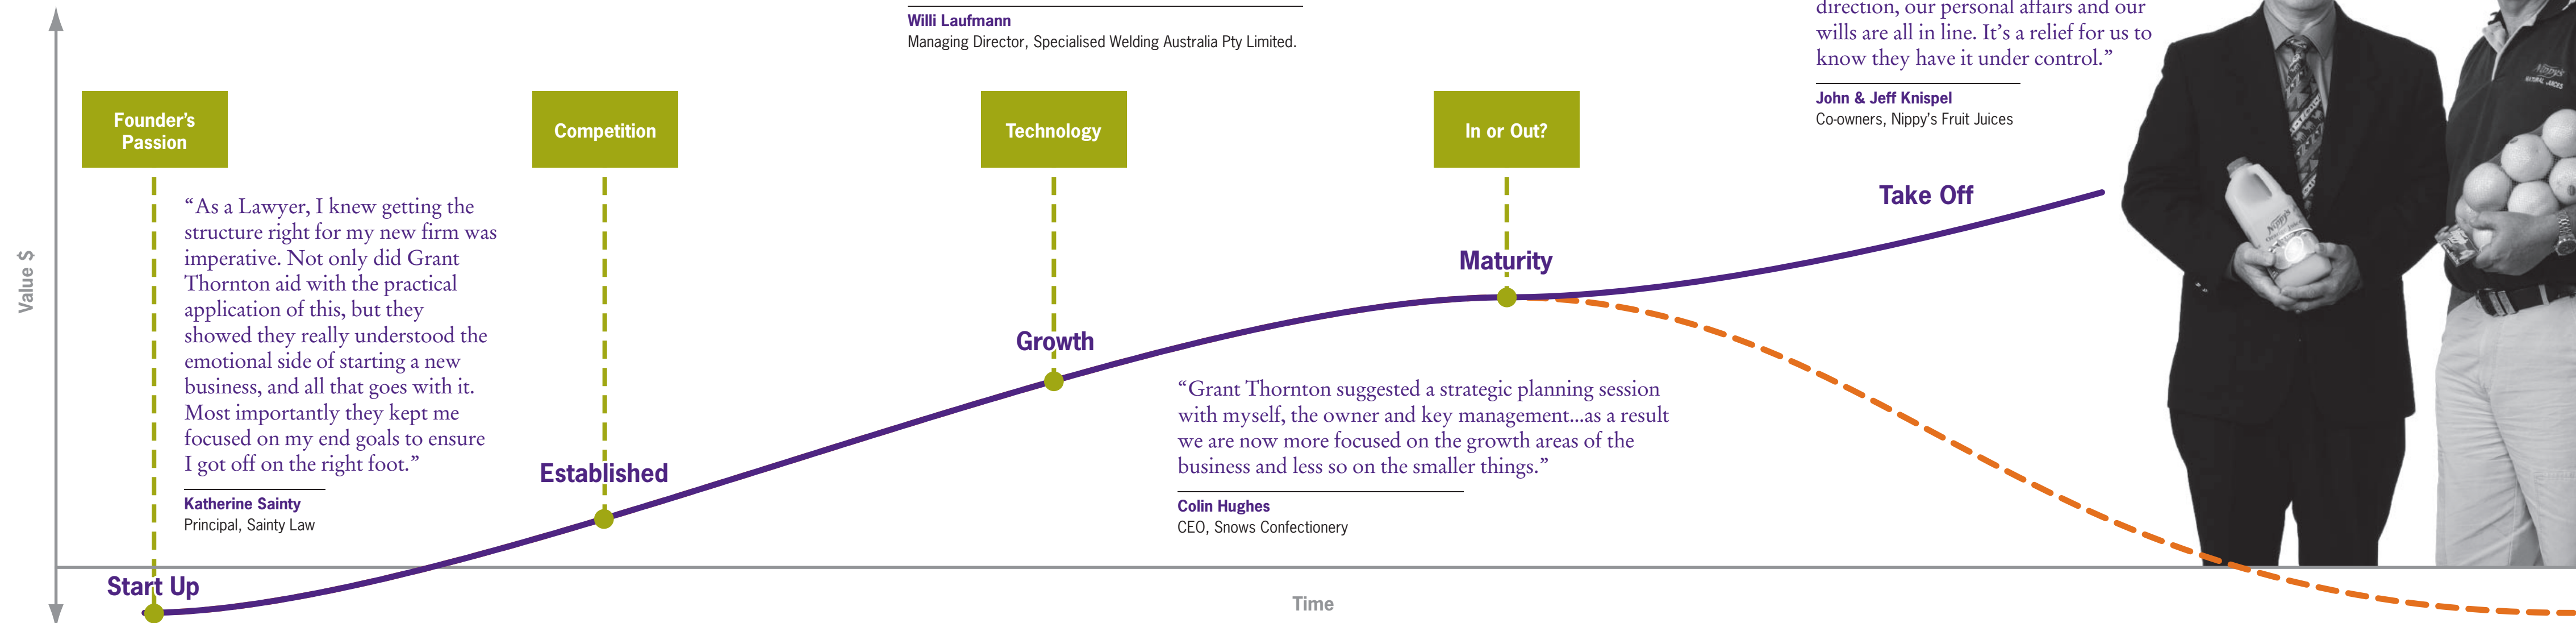 Willi Laufmann
Managing Director, Specialised Welding Australia Pty Limited.
direction, our personal affairs and our
wills are all in line. It’s a relief for us to
know they have it under control.”
John & Jeff Knispel
Co-owners, Nippy’s Fruit Juices
Founder’s
Passion
Competition
Technology
In or Out?
“As a Lawyer, I knew getting the
structure right for my new firm was
imperative. Not only did Grant
Thornton aid with the practical
application of this, but they
showed they really understood the
emotional side of starting a new
business, and all that goes with it.
Most importantly they kept me
focused on my end goals to ensure
I got off on the right foot.”
Katherine Sainty
Principal, Sainty Law
Take Off
Maturity
Growth
Established
Start Up
“Grant Thornton suggested a strategic planning session
with myself, the owner and key management...as a result
we are now more focused on the growth areas of the
business and less so on the smaller things.”
Colin Hughes
CEO, Snows Confectionery
Value $
Time
Nippy's
NATURAL JUICES
Nippy's